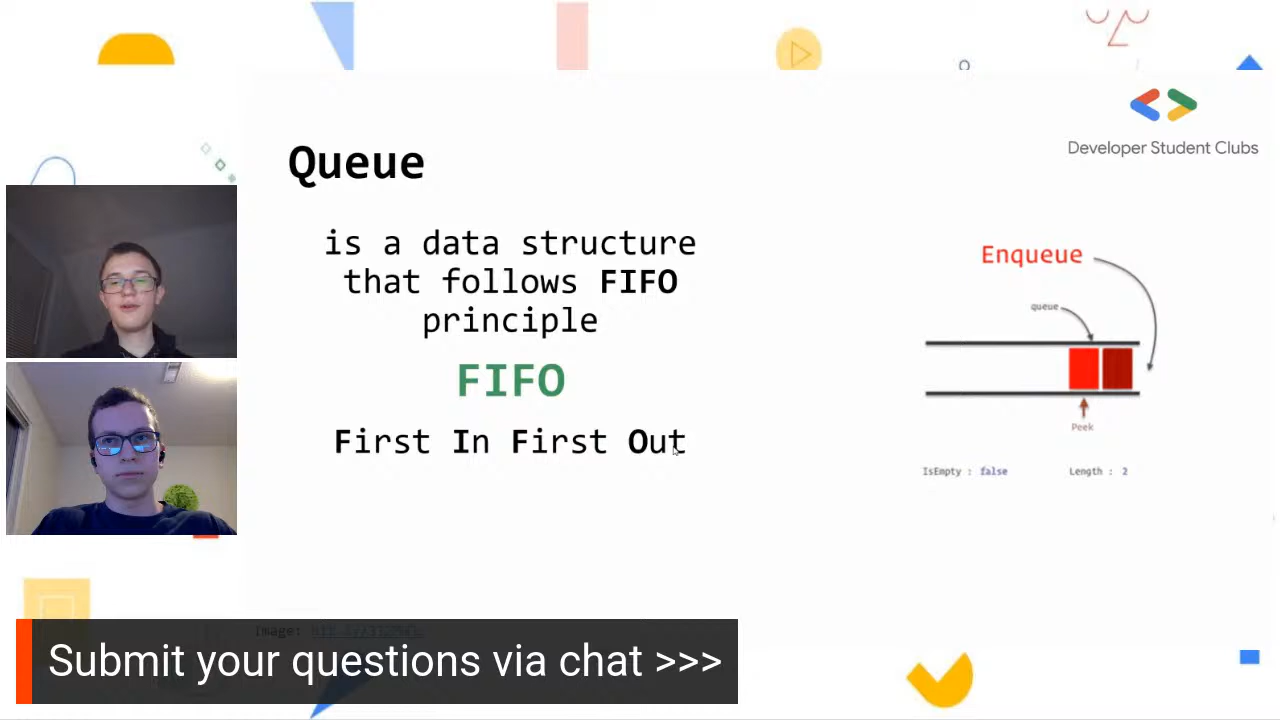 Developer Student Clubs
Queue
is a data structure
that follows FIFO
principle
FIFO
First In First Out
Enqueue
queue
Peek
IsEmpty : false
Length : 2
Image:
Submit your questions via chat >>>